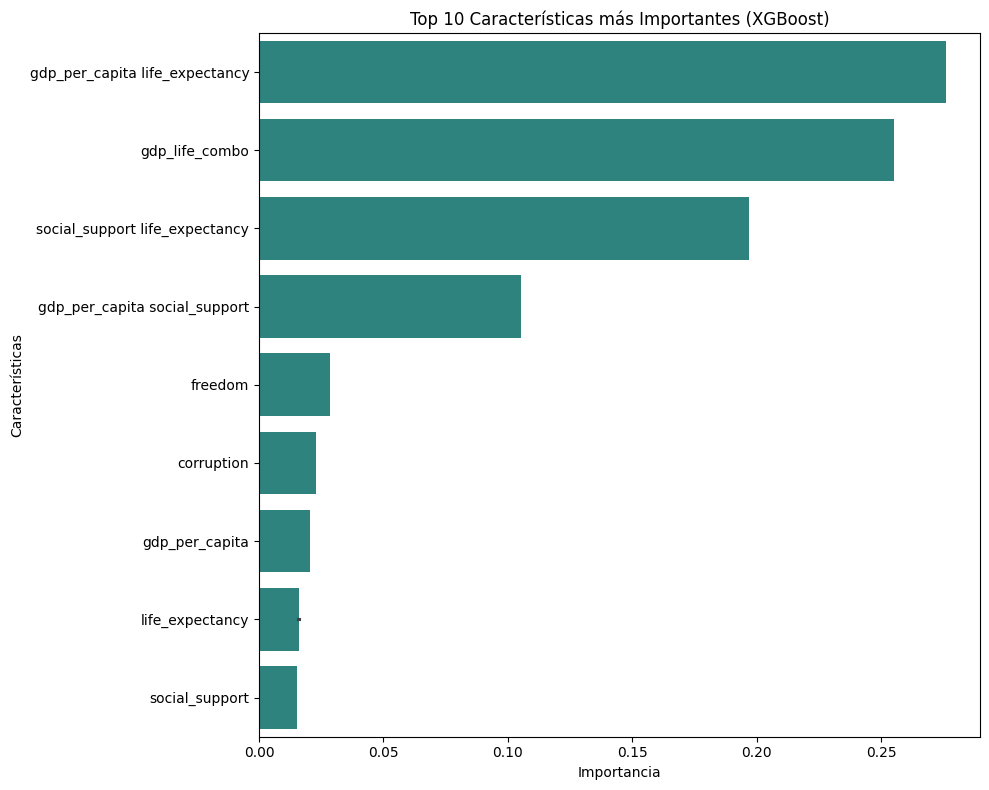 Top 10 Características más Importantes (XGBoost)
Características
gdp_per_capita life_expectancy
gdp_life_combo
social_support life_expectancy
gdp_per_capita social_support
freedom
corruption
gdp_per_capita
life_expectancy
social_support
0.00 0.05 0.10 0.15 0.20 0.25
Importancia